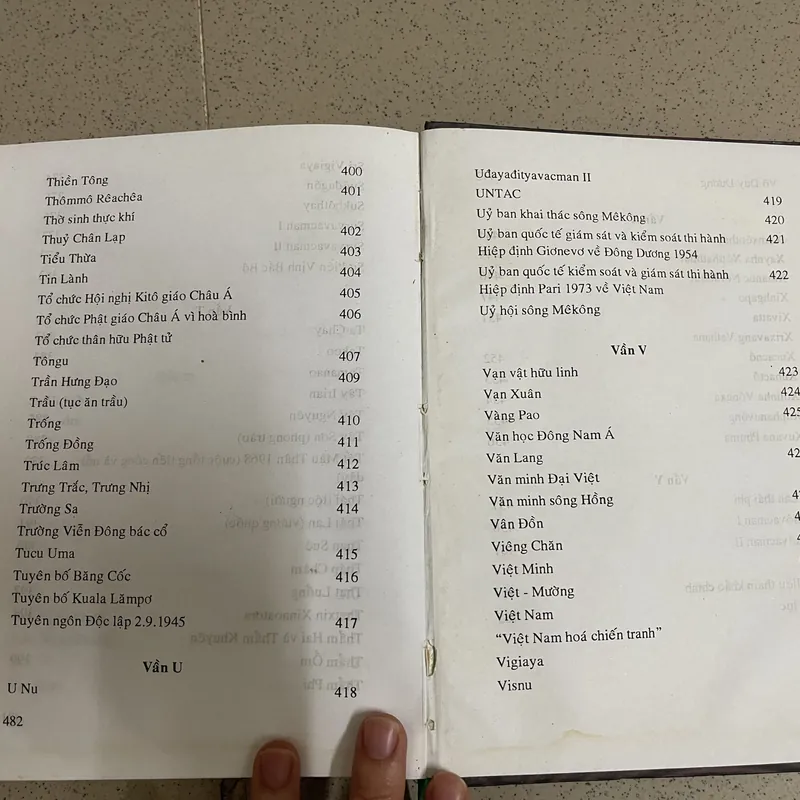 Thiền Tông 400
Thômmô Rêachêa 401
Thờ sinh thực khí
Thuỷ Chân Lạp 402
Tiểu Thừa 403
Tin Lành 404
Tổ chức Hội nghị Kitô giáo Châu Á 405
Tổ chức Phật giáo Châu Á vì hoà bình 406
Tổ chức thân hữu Phật tử
Tôngu 407
Trần Hưng Đạo 409
Trầu (tục ăn trầu)
Trống 410
Trống Đồng 411
Trúc Lâm 412
Trưng Trắc, Trưng Nhị 413
Trường Sa 414
Trường Viễn Đông bác cổ
Tucu Uma 415
Tuyên bố Băng Cốc 416
Tuyên bố Kuala Lămpơ
Tuyên ngôn Độc lập 2.9.1945 417
Vần U
U Nu 418
482
Uđayađityavacman II
UNTAC 419
Uỷ ban khai thác sông Mêkông 420
Uỷ ban quốc tế giám sát và kiểm soát thi hành 421
Hiệp định Giơnevơ về Đông Dương 1954
Uỷ ban quốc tế kiểm soát và giám sát thi hành 422
Hiệp định Pari 1973 về Việt Nam
Uỷ hội sông Mêkông
Vần V
Vạn vật hữu linh 423
Vạn Xuân 424
Vàng Pao 425
Văn học Đông Nam Á
Văn Lang
Văn minh Đại Việt
Văn minh sông Hồng
Vân Đồn
Viêng Chăn
Việt Minh
Việt - Mường
Việt Nam
"Việt Nam hoá chiến tranh"
Vigiaya
Visnu